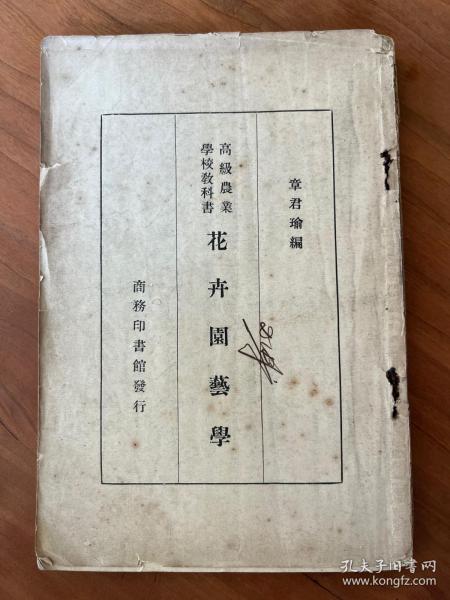 章君瑜編
高級農業
學校教科書
花卉園藝學
商務印書館發行
孔夫子旧书网
www.kongfz.com